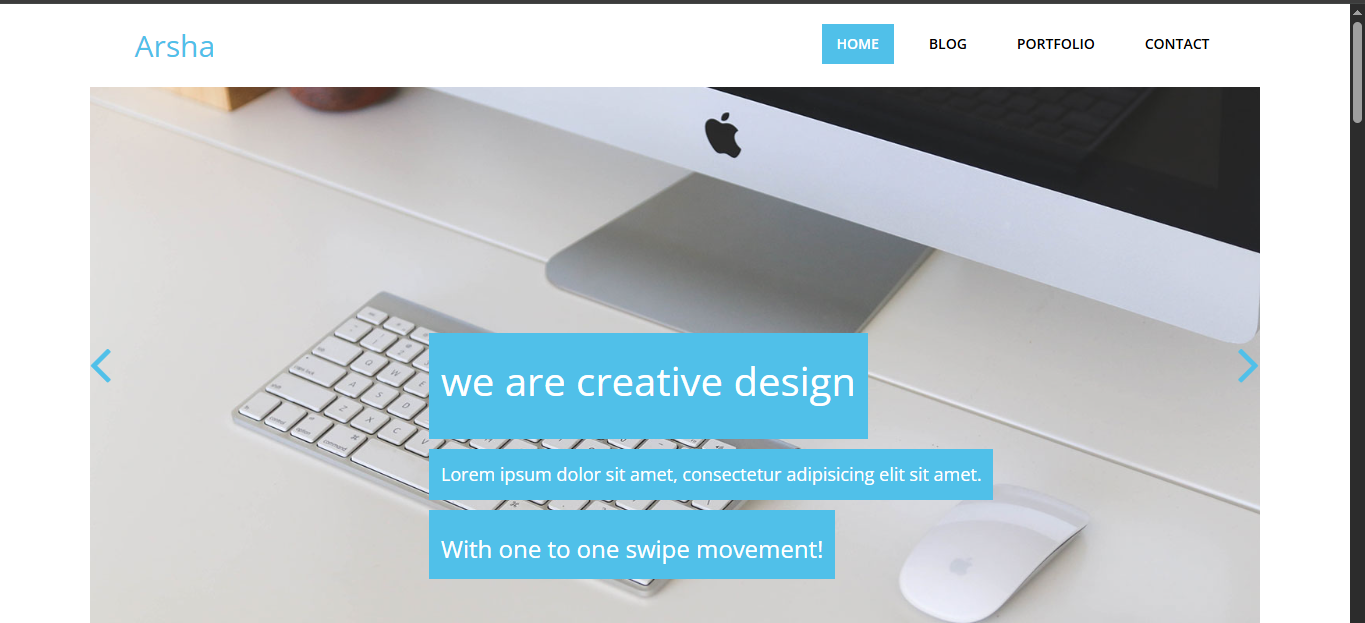 Arsha
HOME BLOG PORTFOLIO CONTACT
we are creative design
Lorem ipsum dolor sit amet, consectetur adipisicing elit sit amet.
With one to one swipe movement!